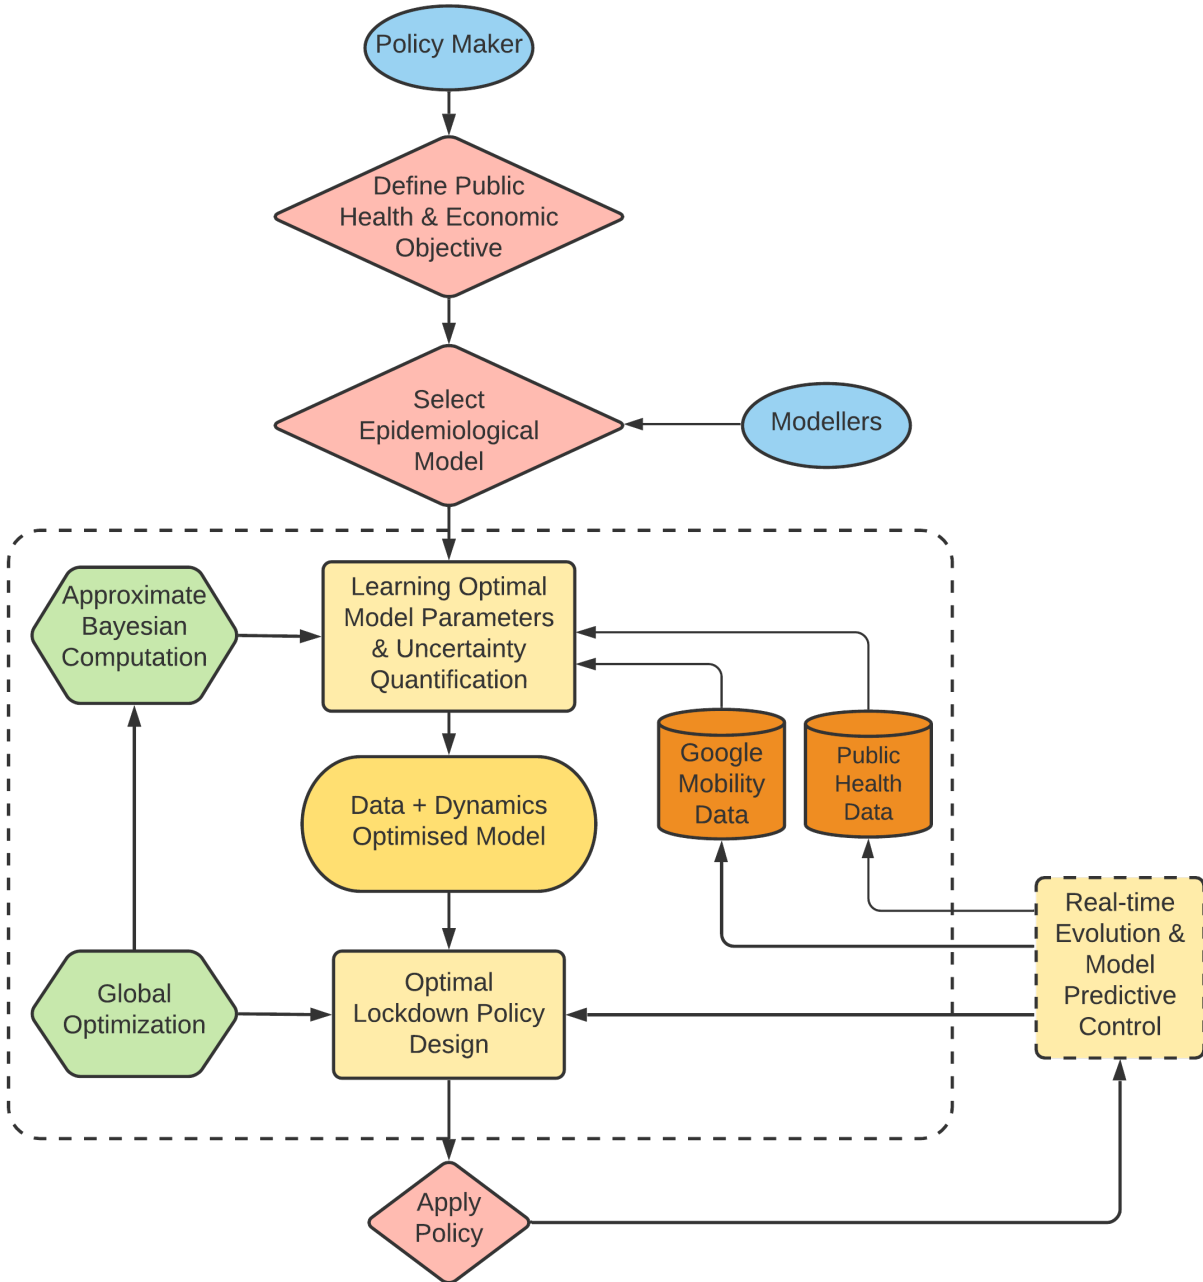 Policy Maker
Define Public
Health & Economic
Objective
Select
Epidemiological
Model
Modellers
Approximate
Bayesian
Computation
Learning Optimal
Model Parameters
& Uncertainty
Quantification
Google
Mobility
Data
Public
Health
Data
Data + Dynamics
Optimised Model
Real-time
Evolution &
Model
Predictive
Control
Global
Optimization
Optimal
Lockdown Policy
Design
Apply
Policy